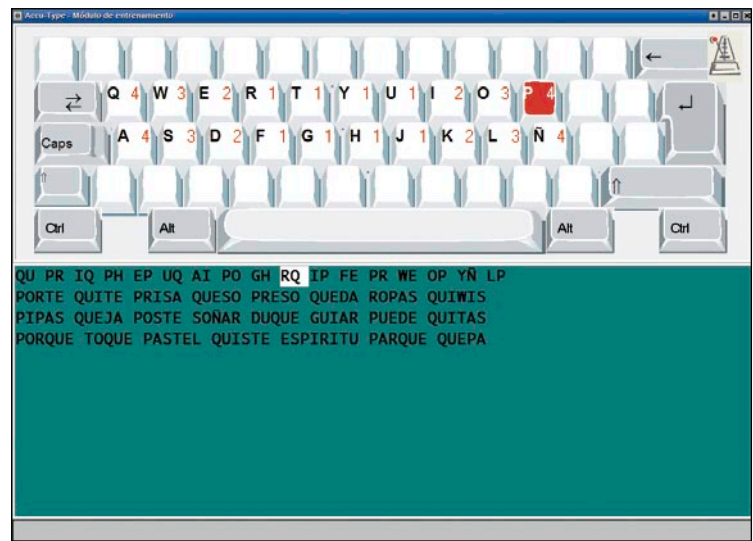 Accu-Type - Módulo de entrenamiento
←
⇄ Q 4 W 3 E 2 R 1 T 1 Y 1 U 1 I 2 O 3 P 4 ↵
Caps A 4 S 3 D 2 F 1 G 1 H 1 J 1 K 2 L 3 Ñ 4
⇧ ⇧
Ctrl Alt Alt Ctrl
QU PR IQ PH EP UQ AI PO GH RQ IP FE PR WE OP YÑ LP
PORTE QUITE PRISA QUESO PRESO QUEDA ROPAS QUIWIS
PIPAS QUEJA POSTE SOÑAR DUQUE GUIAR PUEDE QUITAS
PORQUE TOQUE PASTEL QUISTE ESPIRITU PARQUE QUEPA